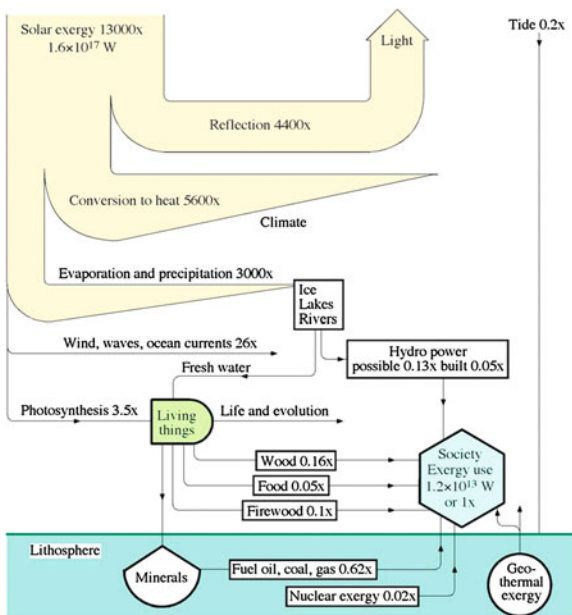 Solar exergy 13000x
1.6×10¹⁷ W
Light
Tide 0.2x
Reflection 4400x
Conversion to heat 5600x
Climate
Evaporation and precipitation 3000x
Ice
Lakes
Rivers
Wind, waves, ocean currents 26x
Hydro power
possible 0.13x built 0.05x
Fresh water
Photosynthesis 3.5x
Living
things
Life and evolution
Wood 0.16x
Food 0.05x
Firewood 0.1x
Society
Exergy use
1.2×10¹³ W
or 1x
Lithosphere
Minerals
Fuel oil, coal, gas 0.62x
Nuclear exergy 0.02x
Geo-
thermal
exergy